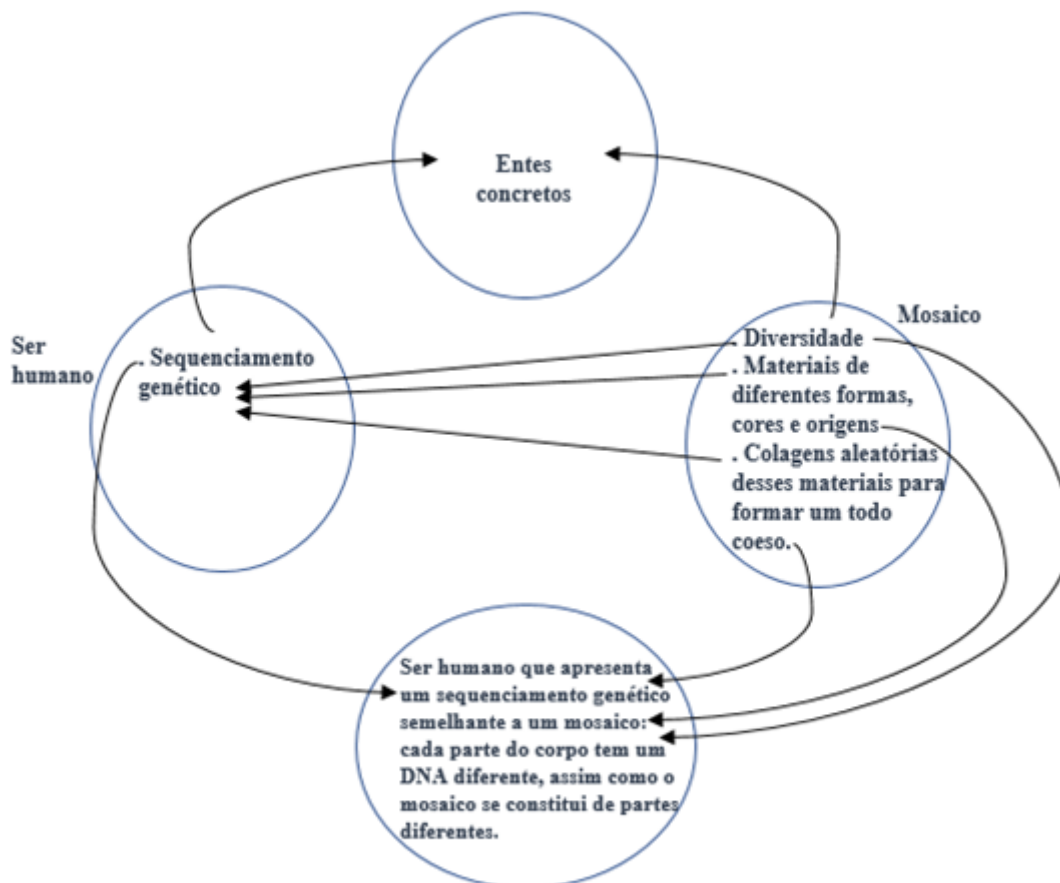 Entes
concretos
Ser
humano
. Sequenciamento
genético
Mosaico
. Diversidade
. Materiais de
diferentes formas,
cores e origens
. Colagens aleatórias
desses materiais para
formar um todo
coeso.
Ser humano que apresenta
um sequenciamento genético
semelhante a um mosaico:
cada parte do corpo tem um
DNA diferente, assim como o
mosaico se constitui de partes
diferentes.